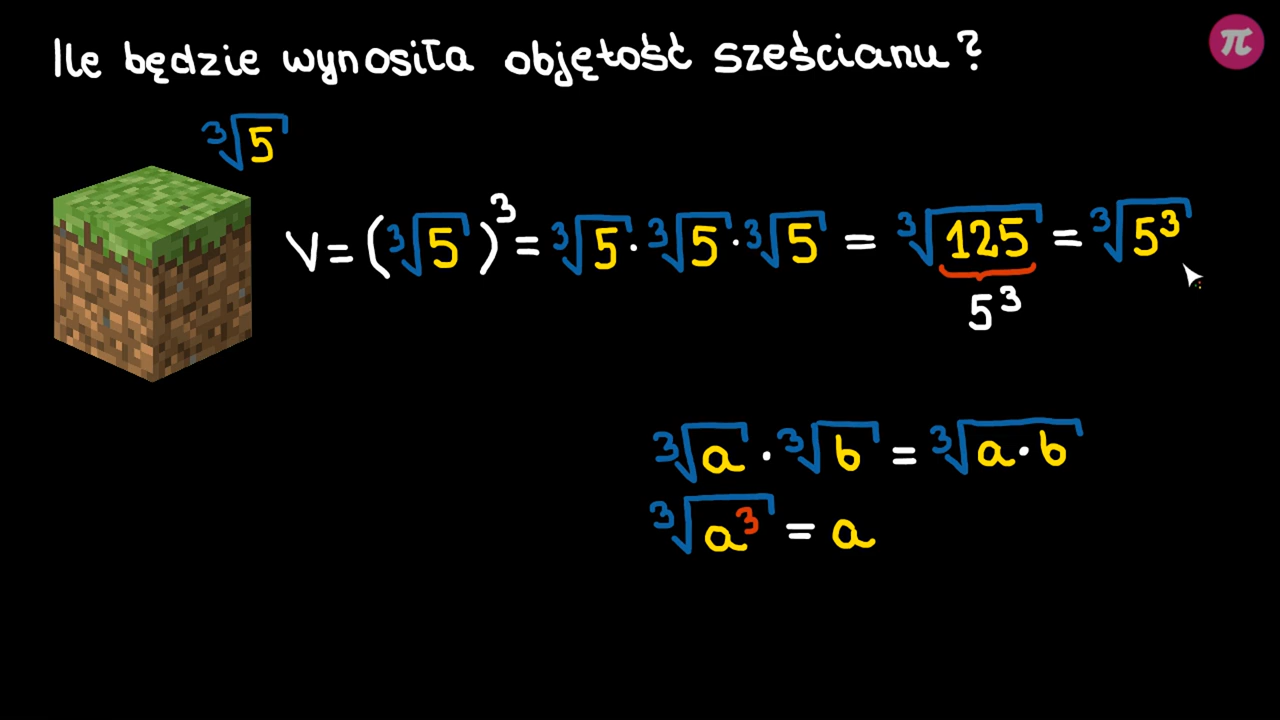 Ile będzie wynosiła objętość sześcianu?
π
∛5
V = (∛5)³ = ∛5 · ∛5 · ∛5 = ∛125 = ∛5³
5³
∛a · ∛b = ∛a·b
∛a³ = a